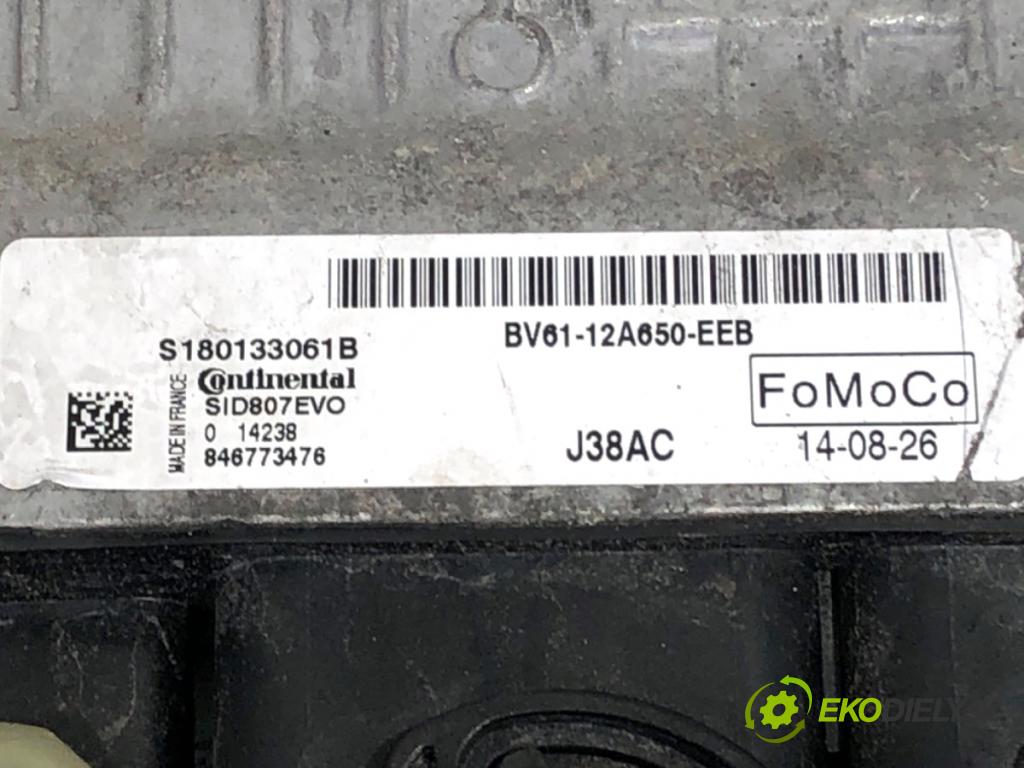 BV61-12A650-EEB
S180133061B
Continental
SID807EVO
0 14238
846773476
MADE IN FRANCE
FoMoCo
J38AC
14-08-26
EKODIELY